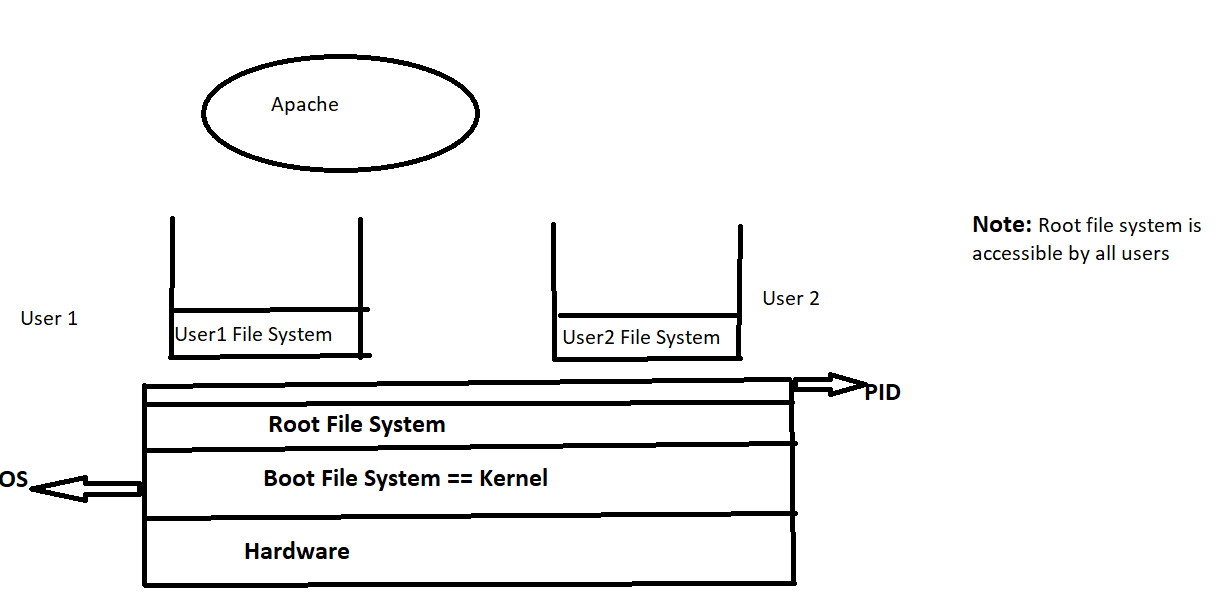 Apache
Note: Root file system is
accessible by all users
User 1
User 2
User1 File System
User2 File System
PID
Root File System
OS
Boot File System == Kernel
Hardware